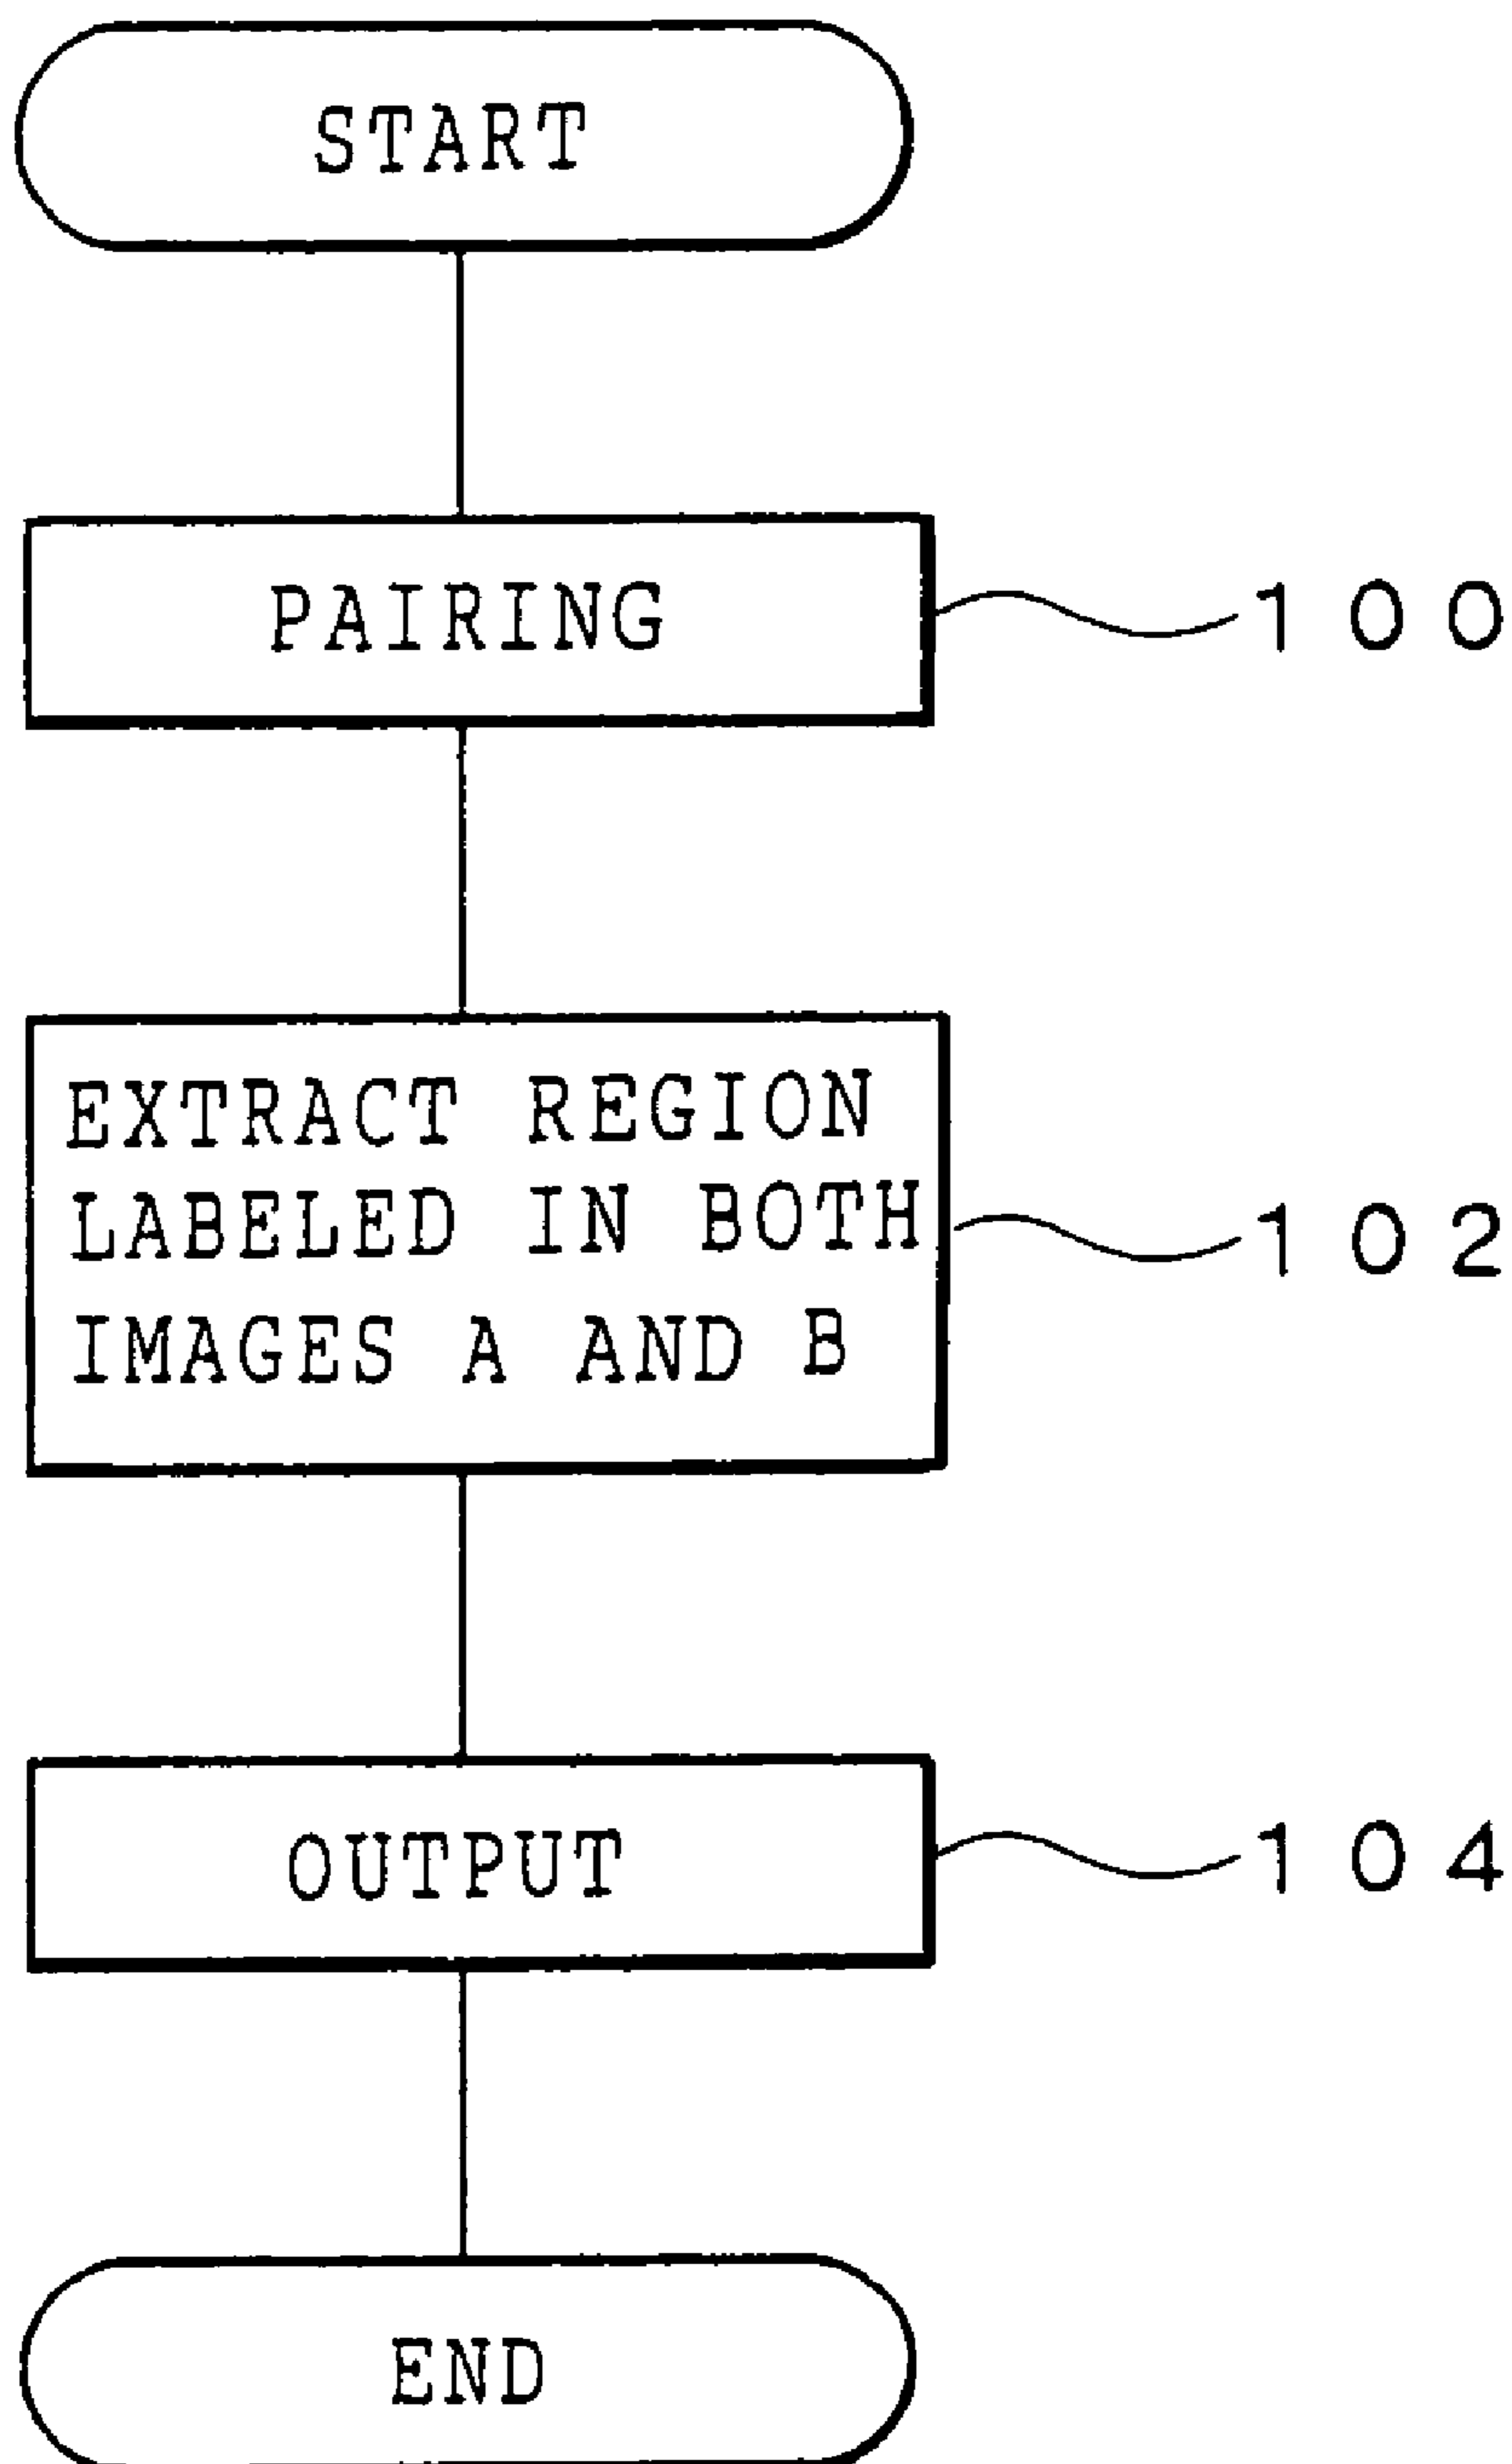 START
PAIRING
100
EXTRACT REGION
LABELED IN BOTH
IMAGES A AND B
102
OUTPUT
104
END